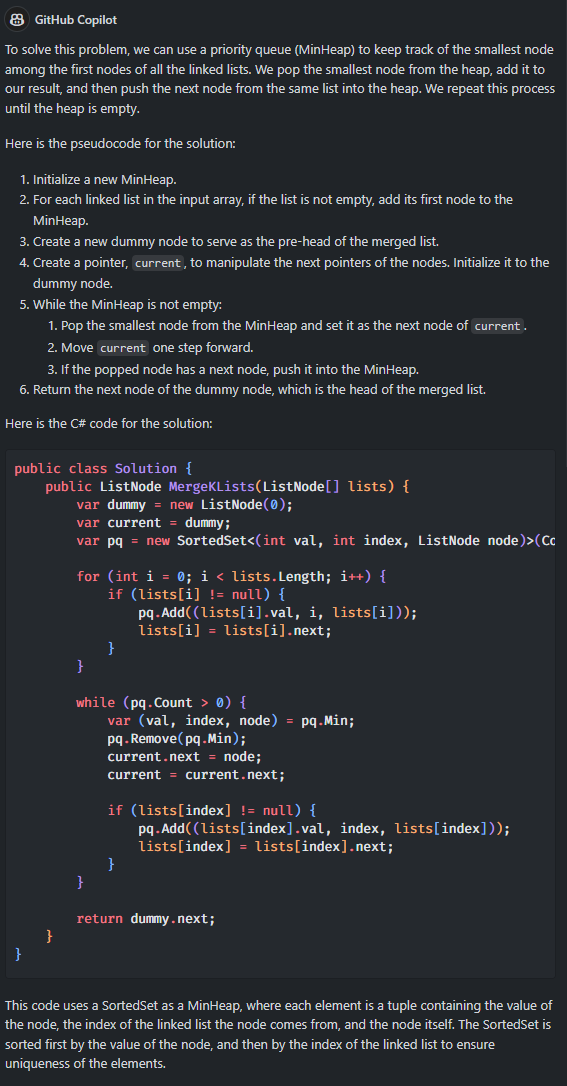 GitHub Copilot
To solve this problem, we can use a priority queue (MinHeap) to keep track of the smallest node
among the first nodes of all the linked lists. We pop the smallest node from the heap, add it to
our result, and then push the next node from the same list into the heap. We repeat this process
until the heap is empty.
Here is the pseudocode for the solution:
1. Initialize a new MinHeap.
2. For each linked list in the input array, if the list is not empty, add its first node to the
MinHeap.
3. Create a new dummy node to serve as the pre-head of the merged list.
4. Create a pointer, current, to manipulate the next pointers of the nodes. Initialize it to the
dummy node.
5. While the MinHeap is not empty:
1. Pop the smallest node from the MinHeap and set it as the next node of current.
2. Move current one step forward.
3. If the popped node has a next node, push it into the MinHeap.
6. Return the next node of the dummy node, which is the head of the merged list.
Here is the C# code for the solution:
public class Solution {
    public ListNode MergeKLists(ListNode[] lists) {
        var dummy = new ListNode(0);
        var current = dummy;
        var pq = new SortedSet<(int val, int index, ListNode node)>(Co
        for (int i = 0; i < lists.Length; i++) {
            if (lists[i] != null) {
                pq.Add((lists[i].val, i, lists[i]));
                lists[i] = lists[i].next;
            }
        }
        while (pq.Count > 0) {
            var (val, index, node) = pq.Min;
            pq.Remove(pq.Min);
            current.next = node;
            current = current.next;
            if (lists[index] != null) {
                pq.Add((lists[index].val, index, lists[index]));
                lists[index] = lists[index].next;
            }
        }
        return dummy.next;
    }
}
This code uses a SortedSet as a MinHeap, where each element is a tuple containing the value of
the node, the index of the linked list the node comes from, and the node itself. The SortedSet is
sorted first by the value of the node, and then by the index of the linked list to ensure
uniqueness of the elements.